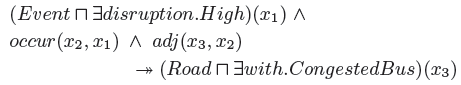 (Event ⊓ ∃disruption.High)(x₁) ∧
occur(x₂, x₁) ∧ adj(x₃, x₂)
↠ (Road ⊓ ∃with.CongestedBus)(x₃)